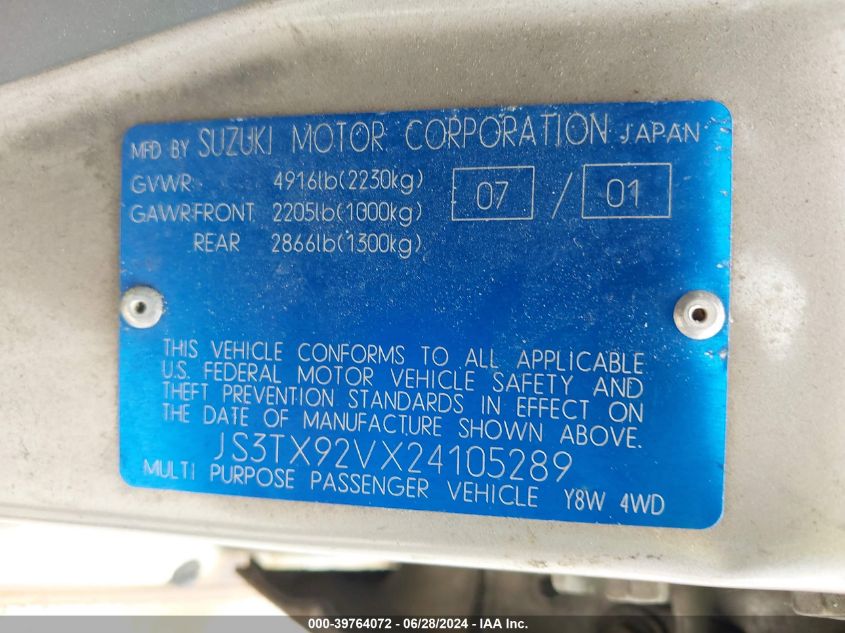 MFD BY SUZUKI MOTOR CORPORATION JAPAN
GVWR 4916lb(2230kg) 07 / 01
GAWR FRONT 2205lb(1000kg)
REAR 2866lb(1300kg)
THIS VEHICLE CONFORMS TO ALL APPLICABLE
U.S. FEDERAL MOTOR VEHICLE SAFETY AND
THEFT PREVENTION STANDARDS IN EFFECT ON
THE DATE OF MANUFACTURE SHOWN ABOVE.
JS3TX92VX24105289
MULTI PURPOSE PASSENGER VEHICLE Y8W 4WD
000-39764072 - 06/28/2024 - IAA Inc.